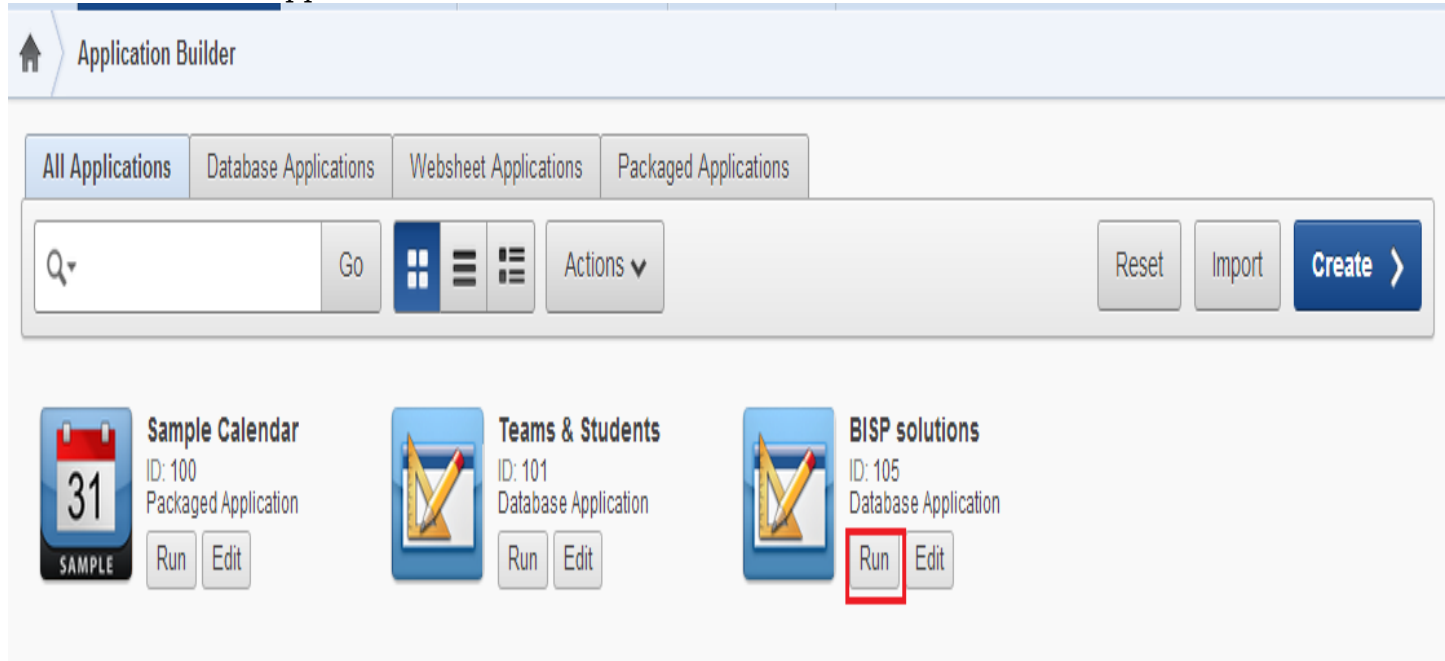 Application Builder
All Applications Database Applications Websheet Applications Packaged Applications
Go Actions Reset Import Create
Sample Calendar
ID: 100
Packaged Application
Run Edit
31
SAMPLE
Teams & Students
ID: 101
Database Application
Run Edit
BISP solutions
ID: 105
Database Application
Run Edit